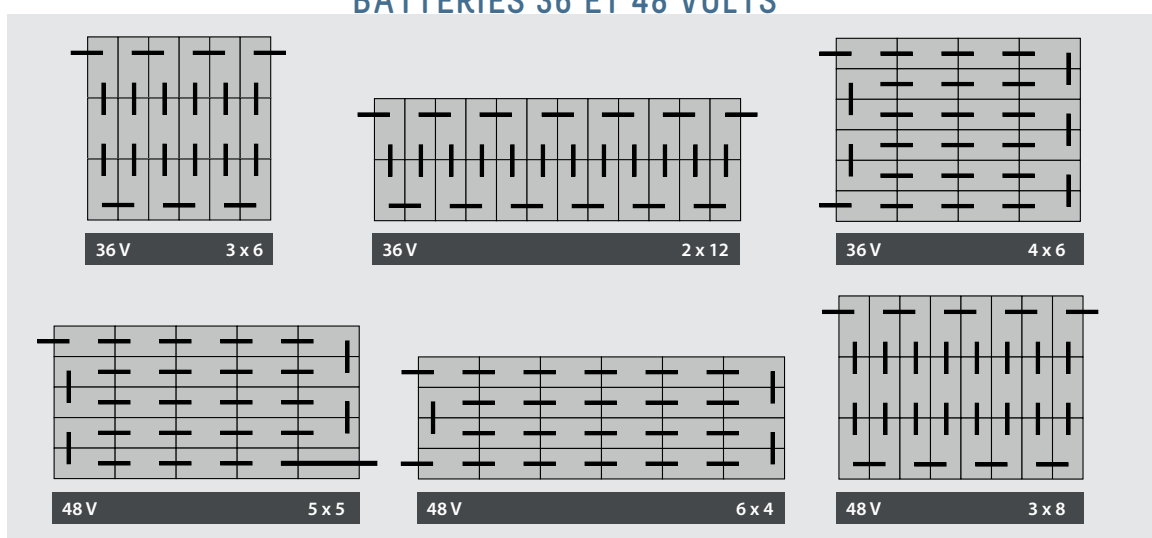 BATTERIES 36 ET 48 VOLTS
36 V 3 x 6
36 V 2 x 12
36 V 4 x 6
48 V 5 x 5
48 V 6 x 4
48 V 3 x 8